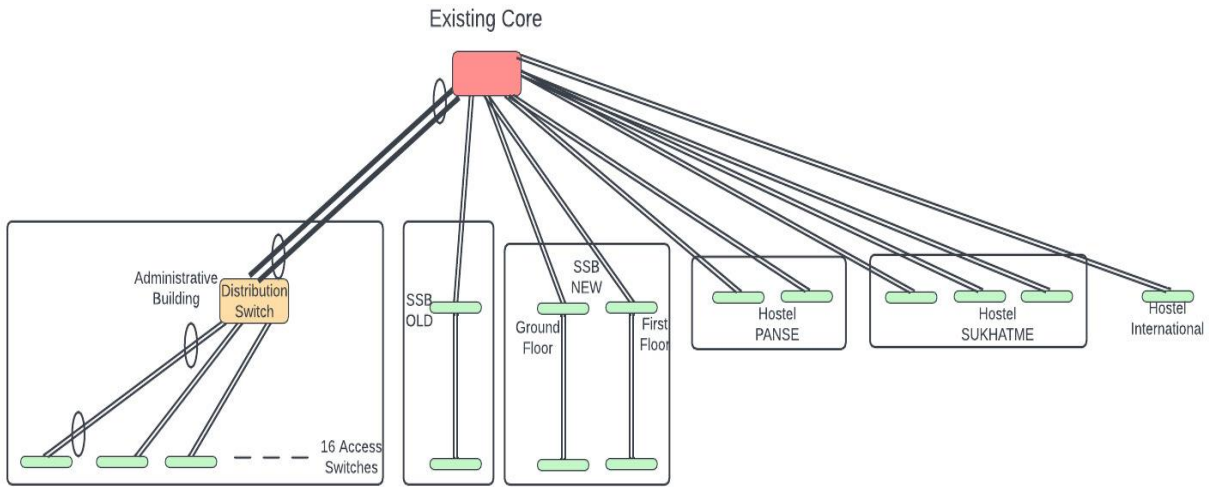 Existing Core
Administrative
Building
Distribution
Switch
16 Access
Switches
SSB
OLD
SSB
NEW
Ground
Floor
First
Floor
Hostel
PANSE
Hostel
SUKHATME
Hostel
International